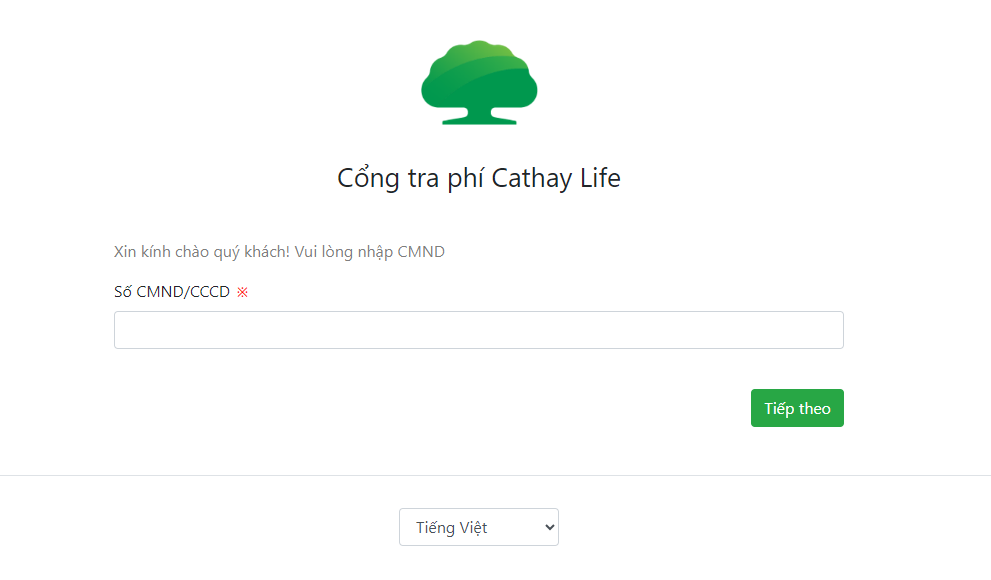 Cổng tra phí Cathay Life
Xin kính chào quý khách! Vui lòng nhập CMND
Số CMND/CCCD ※
Tiếp theo
Tiếng Việt